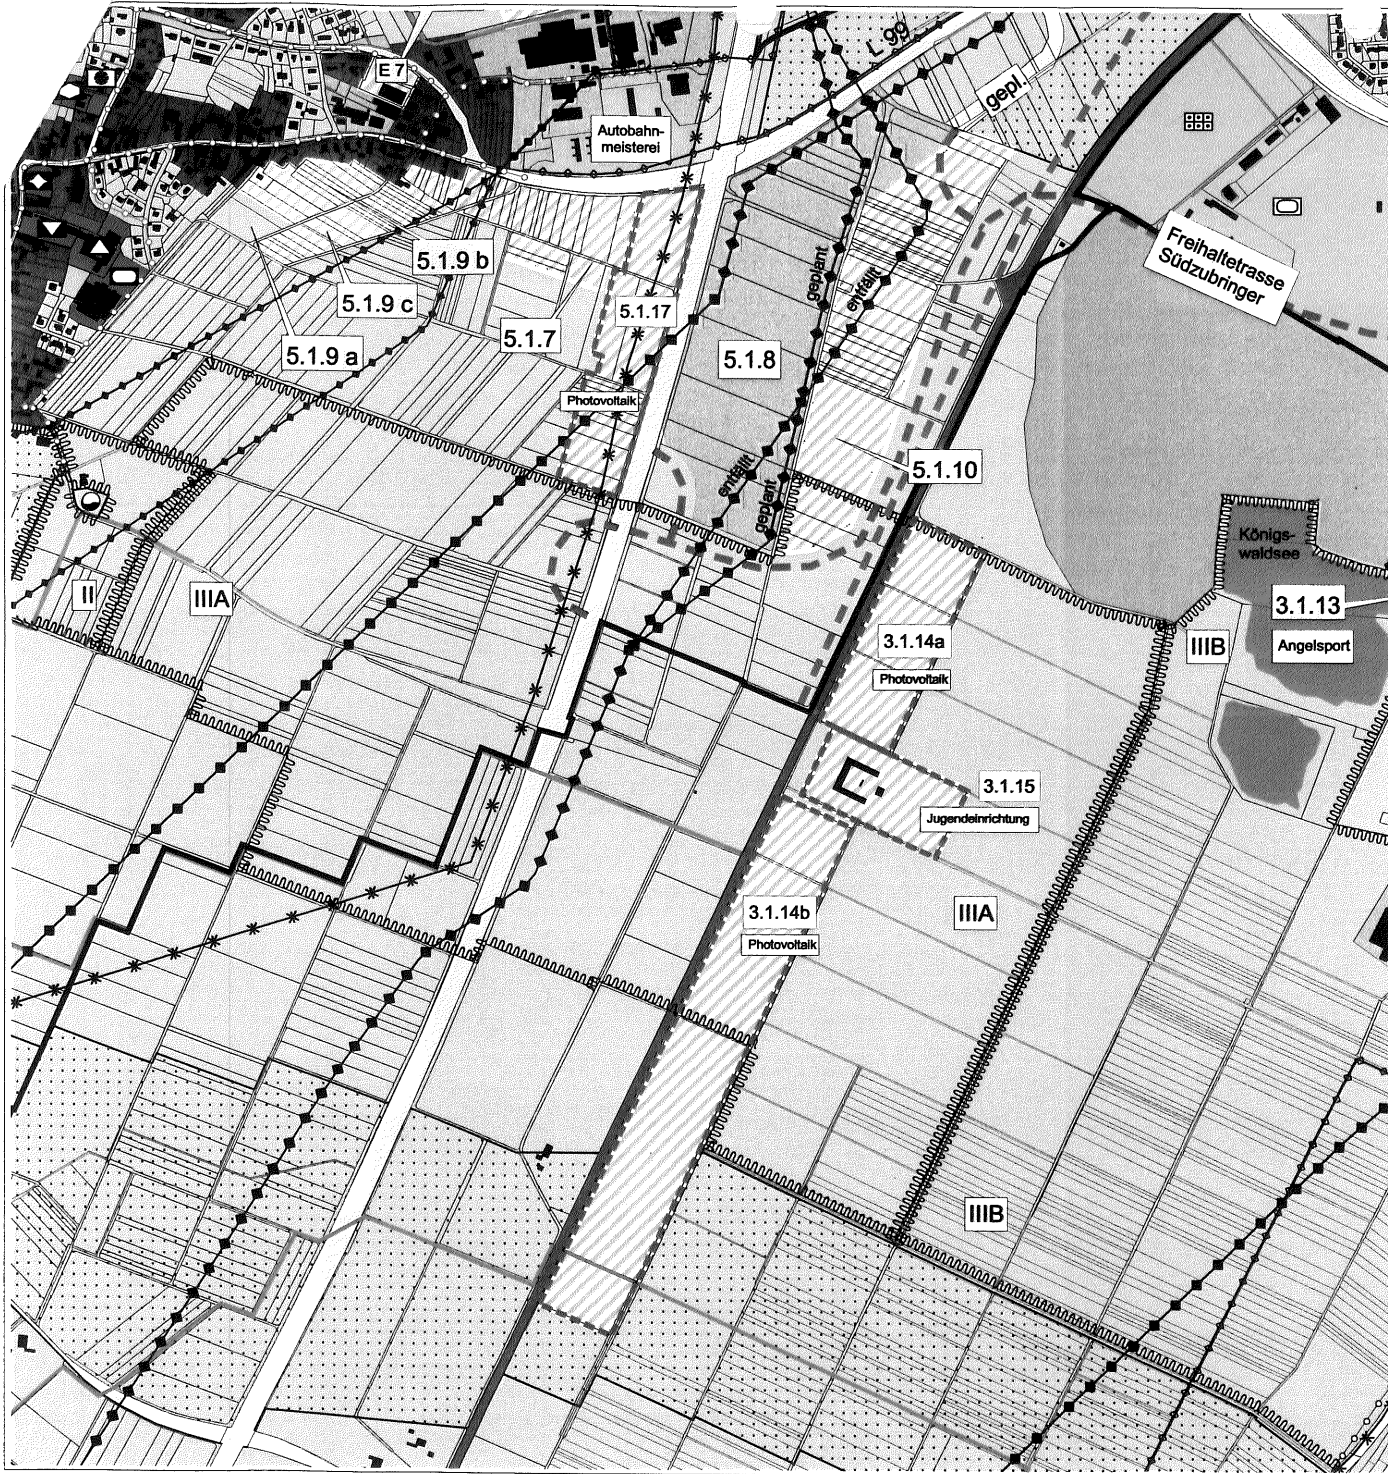 L 99
gepl.
E 7
Autobahn-
meisterei
Freihaltetrasse
Südzubringer
5.1.9 b
5.1.9 c
5.1.9 a
5.1.7
5.1.17
5.1.8
geplant
entfällt
Photovoltaik
5.1.10
entfällt
geplant
Königs-
waldsee
3.1.13
Angelsport
II
IIIA
IIIB
3.1.14a
Photovoltaik
3.1.15
Jugendeinrichtung
3.1.14b
Photovoltaik
IIIA
IIIB